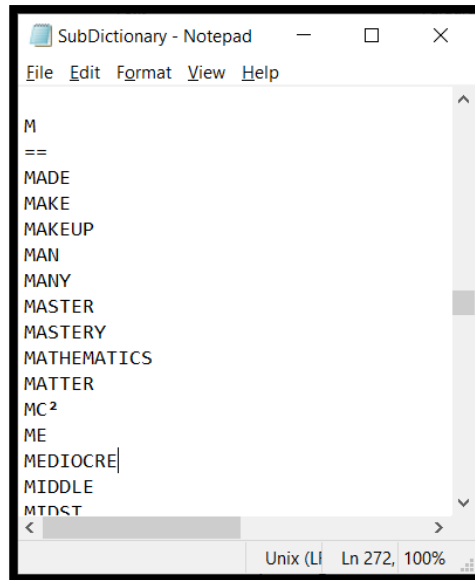 SubDictionary - Notepad
File Edit Format View Help
M
==
MADE
MAKE
MAKEUP
MAN
MANY
MASTER
MASTERY
MATHEMATICS
MATTER
MC²
ME
MEDIOCRE
MIDDLE
MIDST
Unix (LF Ln 272, 100%